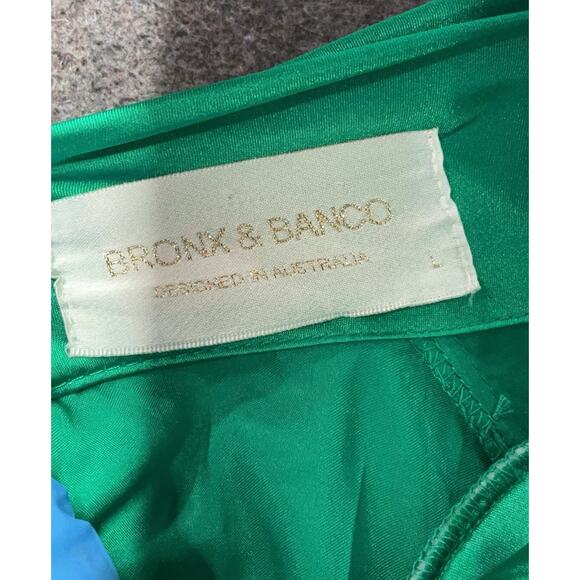 BRONX & BANCO
DESIGNED IN AUSTRALIA
L